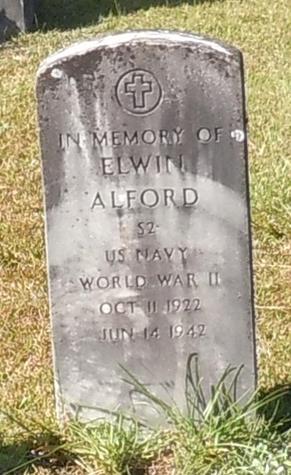 IN MEMORY OF
ELWIN
ALFORD
S2
US NAVY
WORLD WAR II
OCT 11 1922
JUN 14 1942